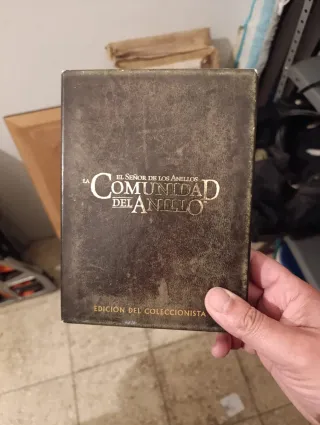 EL SEÑOR DE LOS ANILLOS
LA COMUNIDAD
DEL ANILLO
EDICIÓN DEL COLECCIONISTA